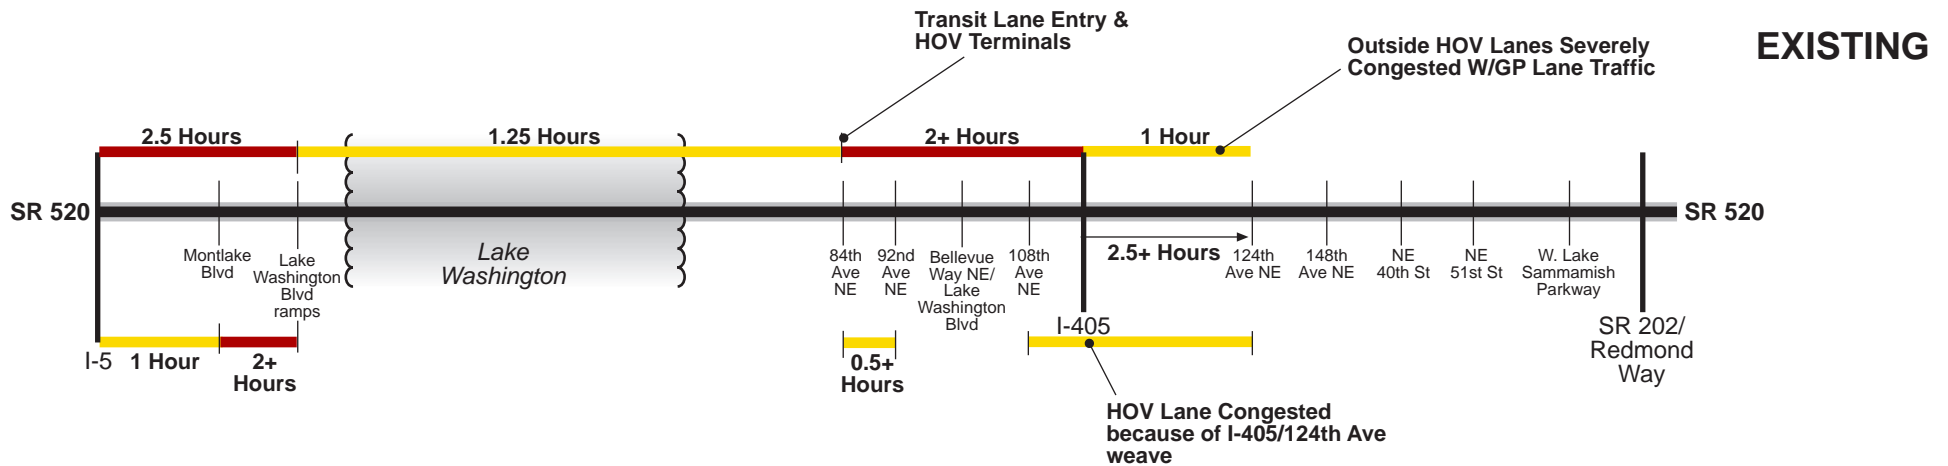 Transit Lane Entry &
HOV Terminals
Outside HOV Lanes Severely
Congested W/GP Lane Traffic
EXISTING
2.5 Hours
1.25 Hours
2+ Hours
1 Hour
SR 520
SR 520
Montlake
Blvd
Lake
Washington
Blvd
ramps
Lake
Washington
84th
Ave
NE
92nd
Ave
NE
Bellevue
Way NE/
Lake
Washington
Blvd
108th
Ave
NE
2.5+ Hours
124th
Ave NE
148th
Ave NE
NE
40th St
NE
51st St
W. Lake
Sammamish
Parkway
I-405
SR 202/
Redmond
Way
I-5
1 Hour
2+
Hours
0.5+
Hours
HOV Lane Congested
because of I-405/124th Ave
weave